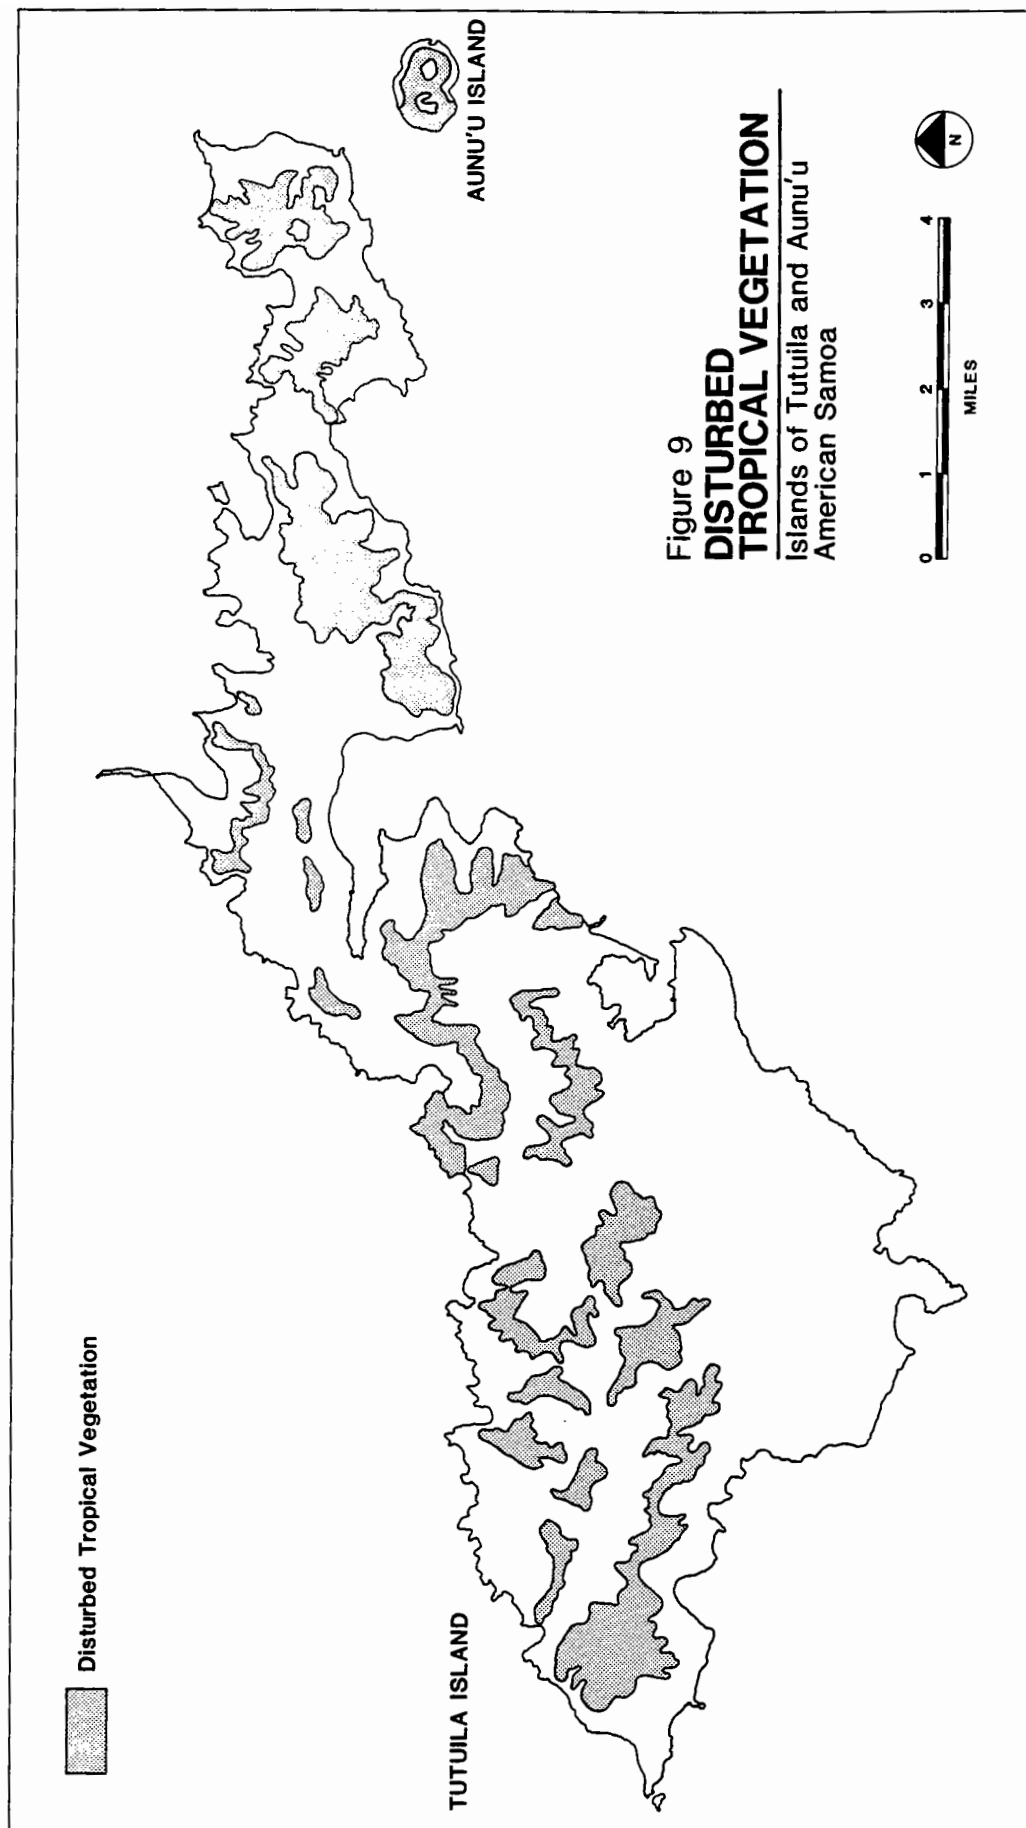 Disturbed Tropical Vegetation
TUTUILA ISLAND
AUNU'U ISLAND
Figure 9
DISTURBED
TROPICAL VEGETATION
Islands of Tutuila and Aunu'u
American Samoa
0 1 2 3 4
MILES
N